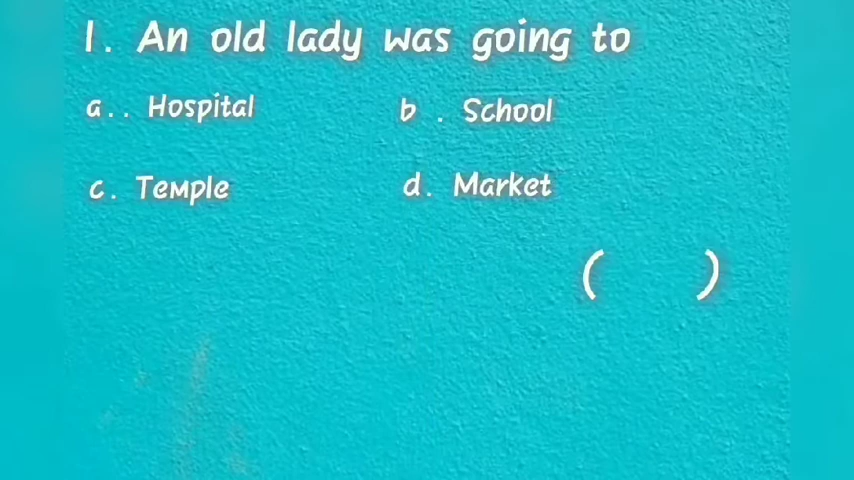 1. An old lady was going to
a.. Hospital b. School
c. Temple d. Market
( )